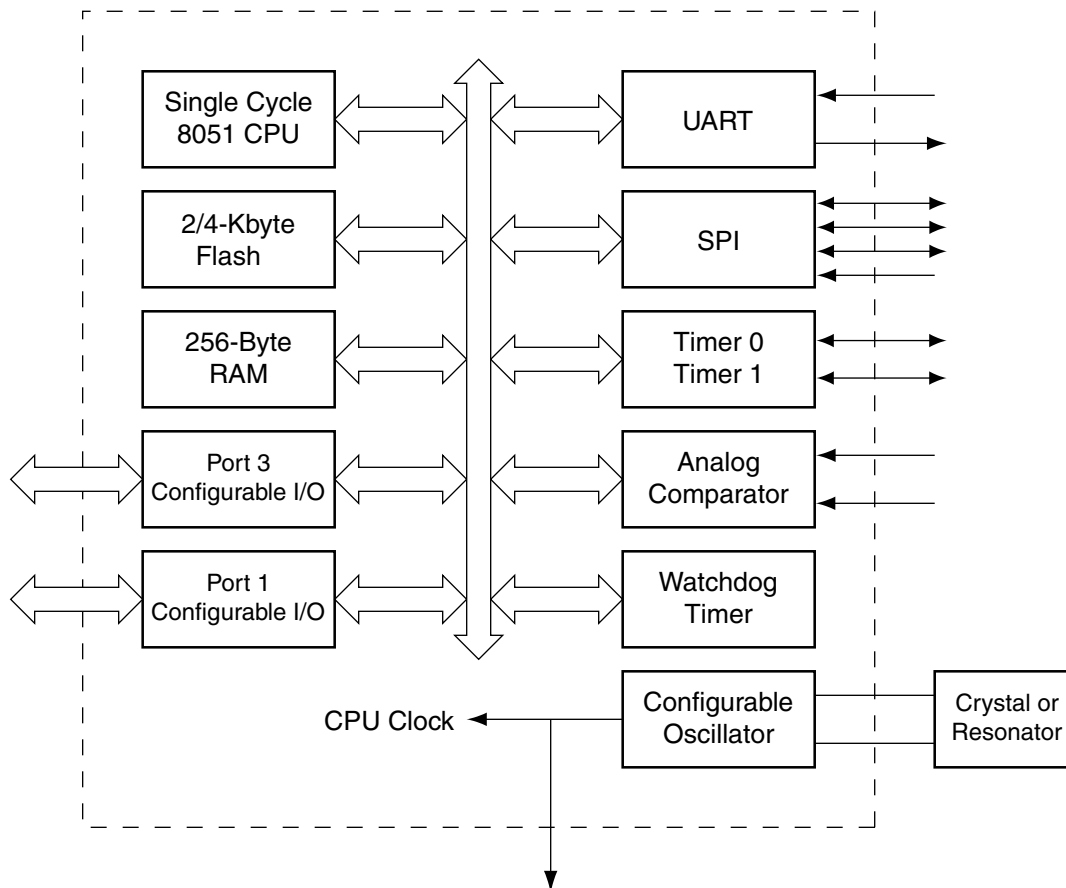 Single Cycle
8051 CPU
UART
2/4-Kbyte
Flash
SPI
256-Byte
RAM
Timer 0
Timer 1
Port 3
Configurable I/O
Analog
Comparator
Port 1
Configurable I/O
Watchdog
Timer
CPU Clock
Configurable
Oscillator
Crystal or
Resonator